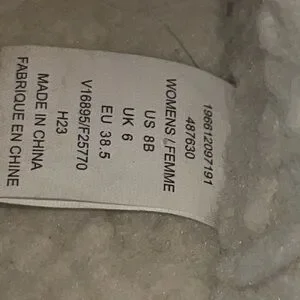 196612097191
487630
WOMENS / FEMME
US 8B
UK 6
EU 38.5
V16895/F25770
H23
MADE IN CHINA
FABRIQUE EN CHINE